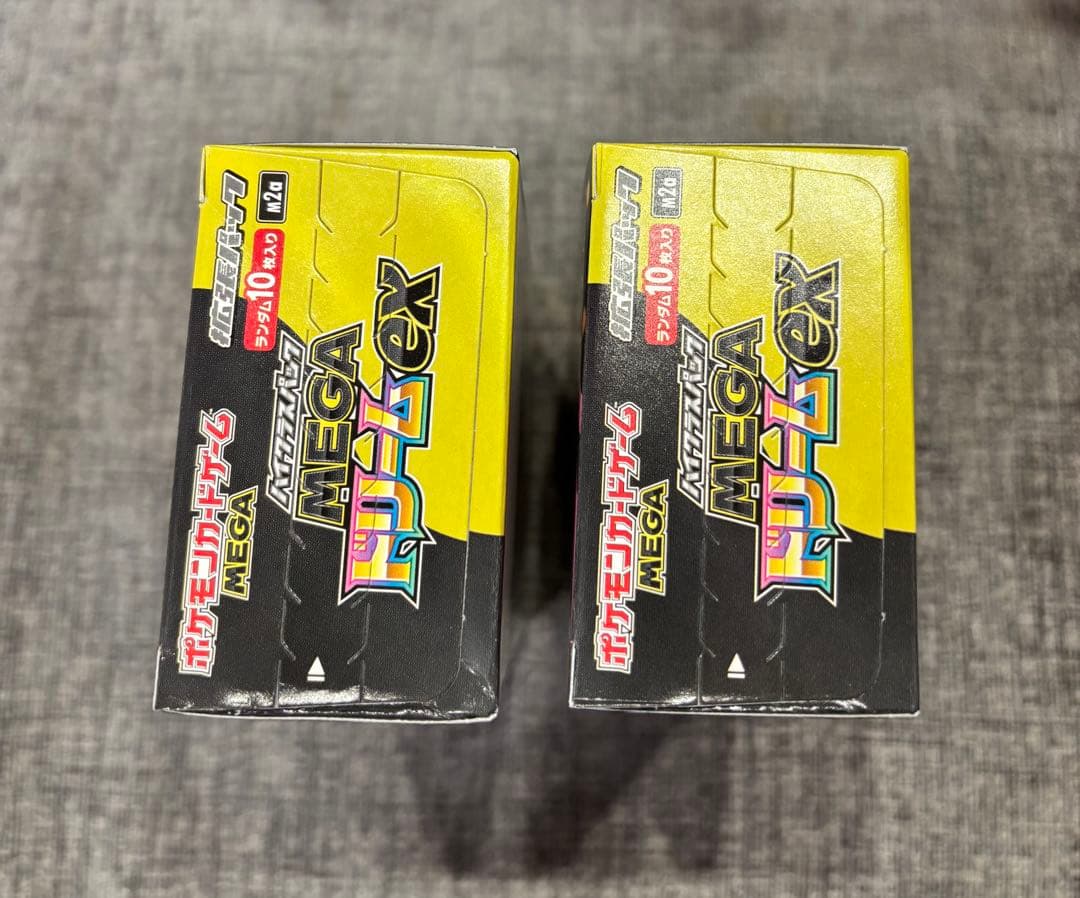 拡張パック M2a
ランダム10枚入り
ポケモンカードゲーム
MEGA
ハイクラスパック
MEGA
ドリームex
拡張パック M2a
ランダム10枚入り
ポケモンカードゲーム
MEGA
ハイクラスパック
MEGA
ドリームex